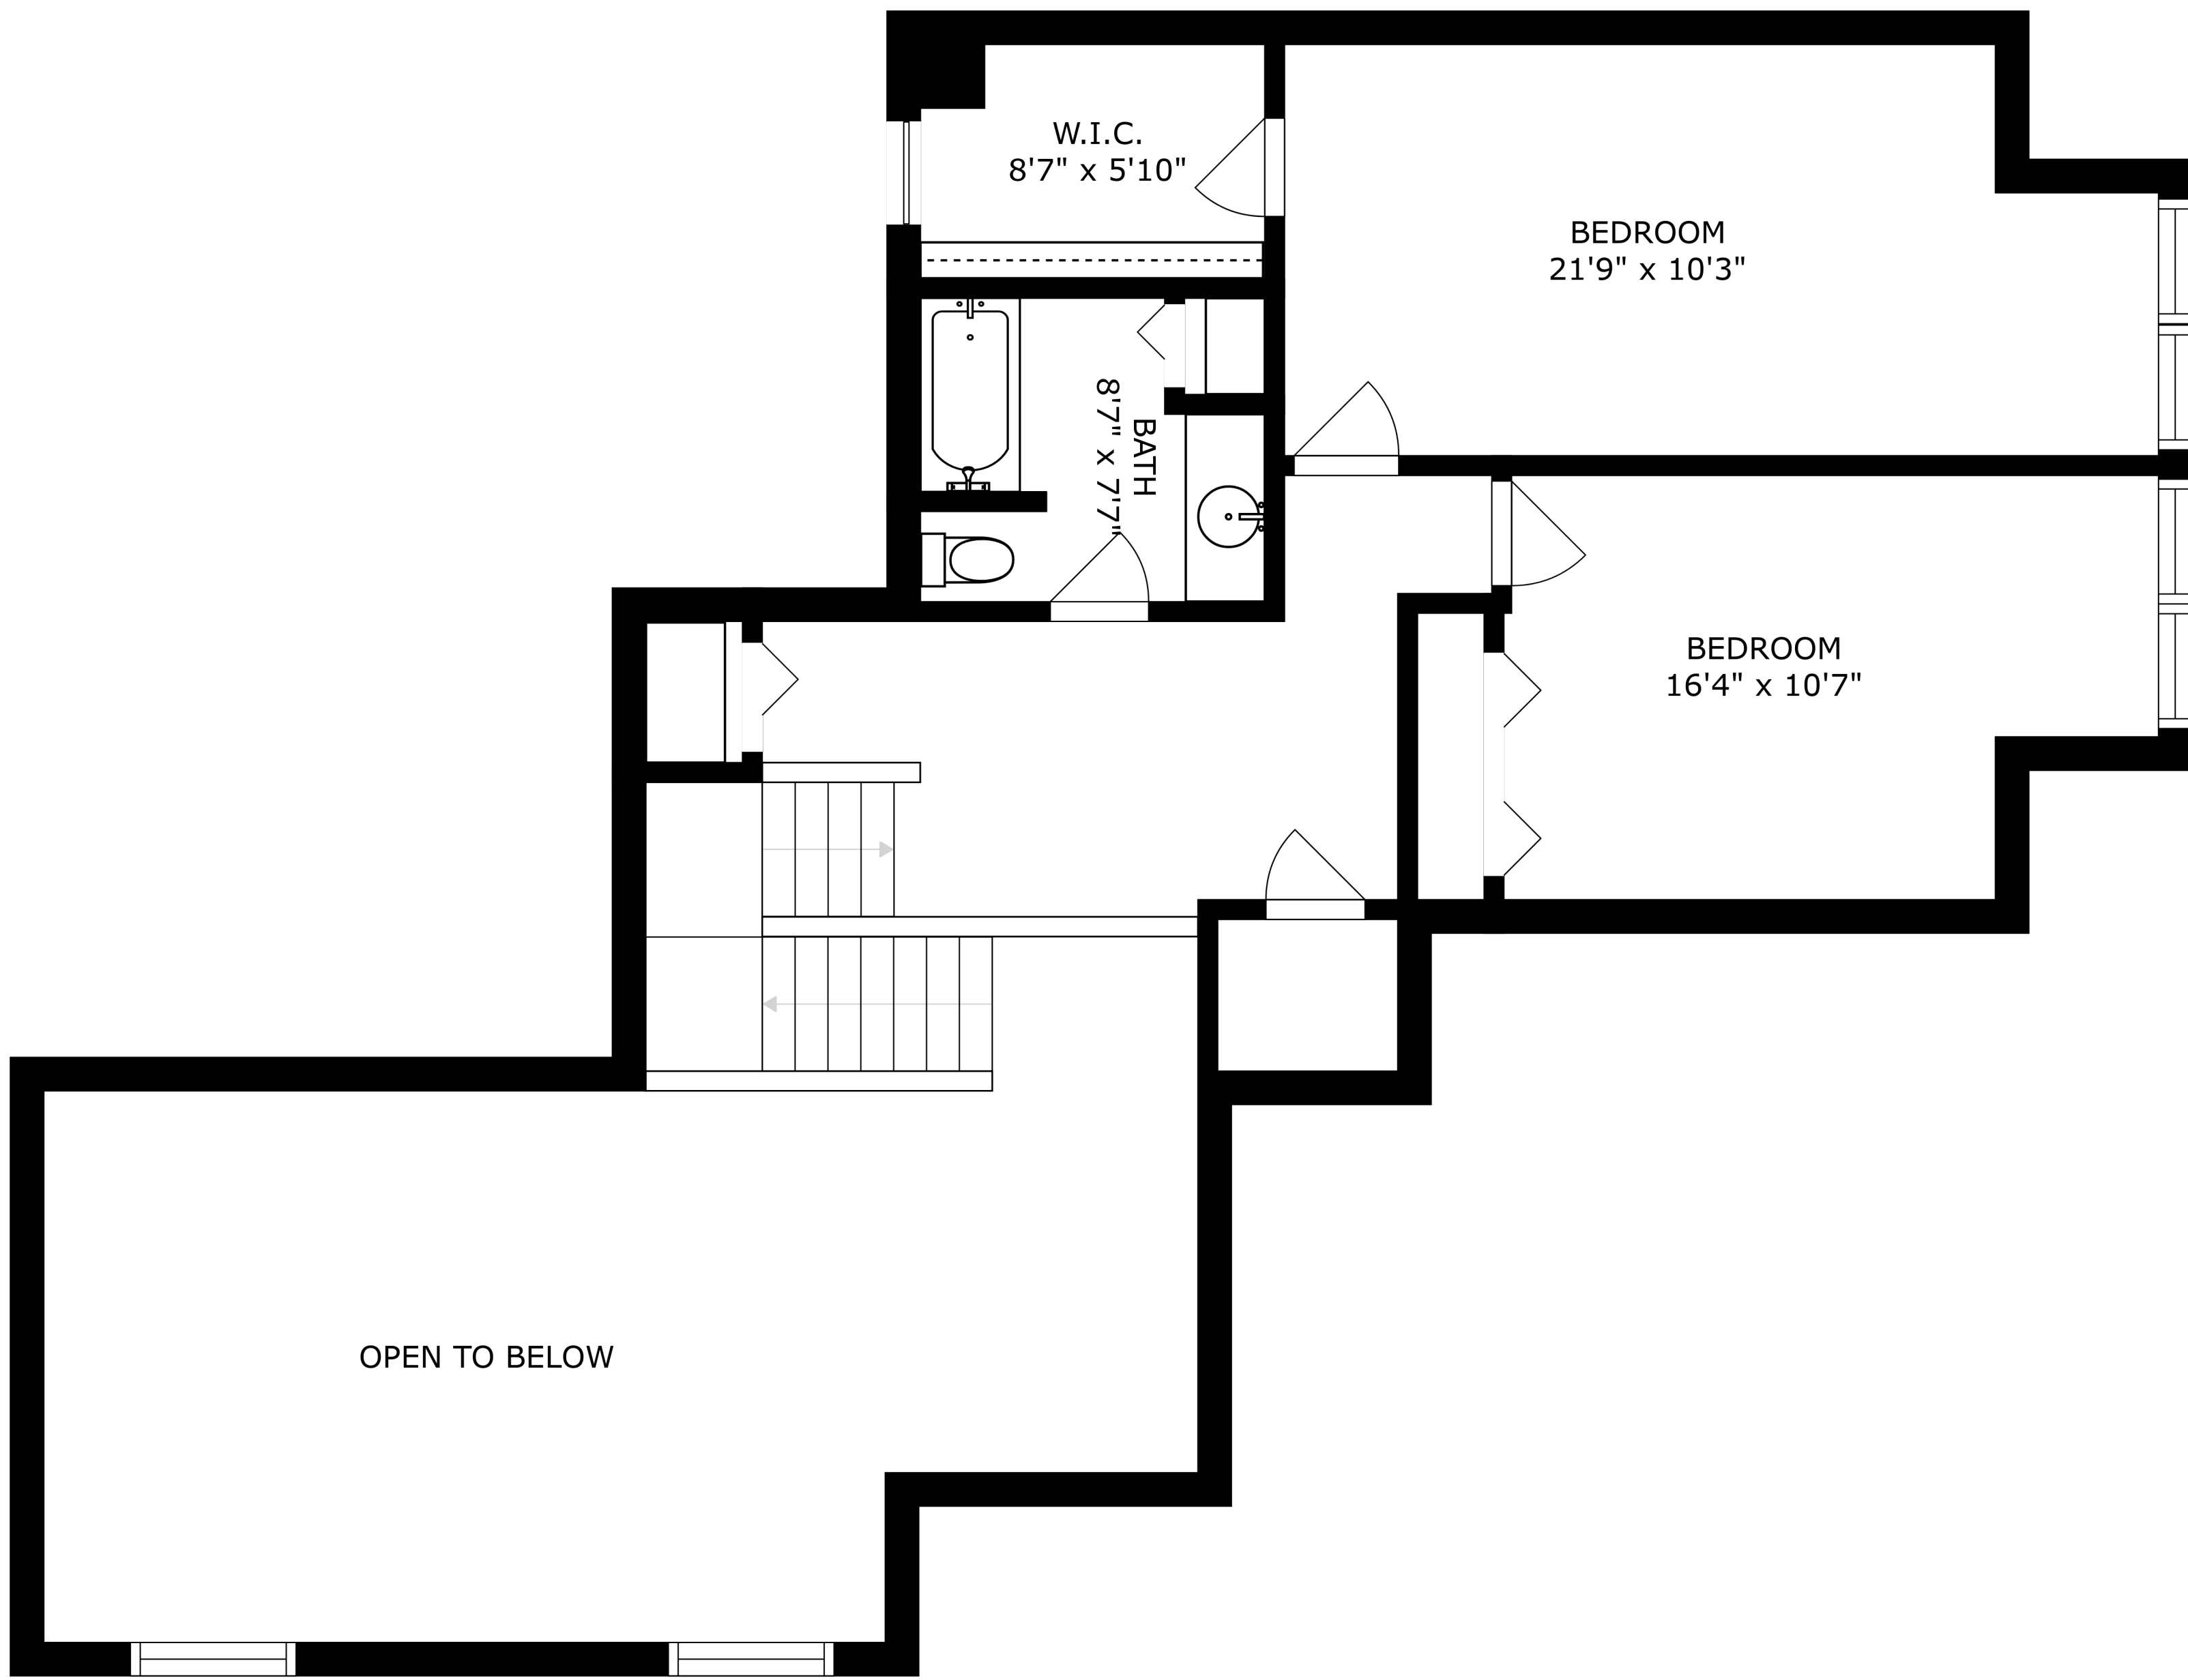 W.I.C.
8'7" x 5'10"
BEDROOM
21'9" x 10'3"
BATH
8'7" x 7'7"
BEDROOM
16'4" x 10'7"
OPEN TO BELOW